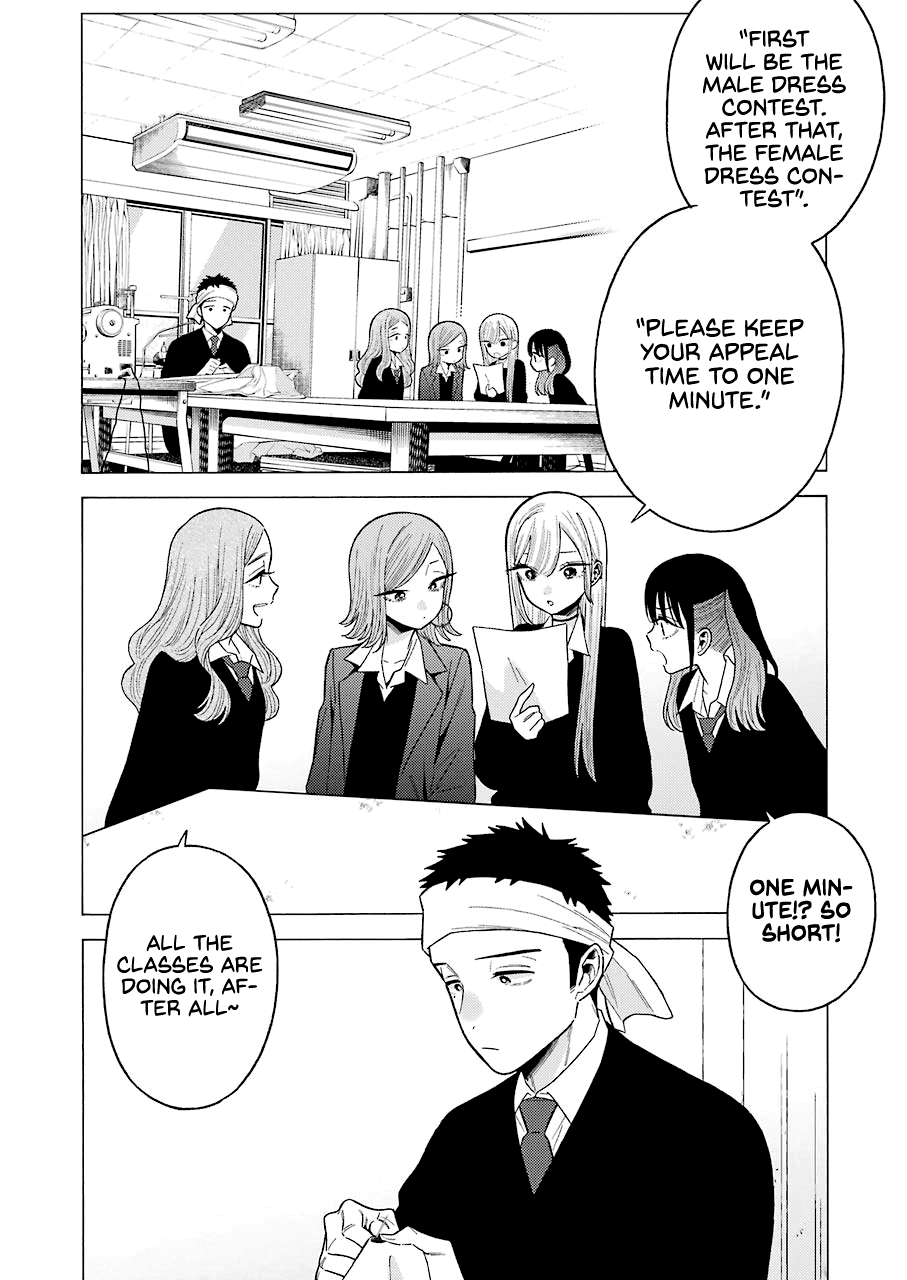 "FIRST
WILL BE THE
MALE DRESS
CONTEST.
AFTER THAT,
THE FEMALE
DRESS CON-
TEST".
"PLEASE KEEP
YOUR APPEAL
TIME TO ONE
MINUTE."
ONE MIN-
UTE!? SO
SHORT!
ALL THE
CLASSES ARE
DOING IT, AF-
TER ALL~